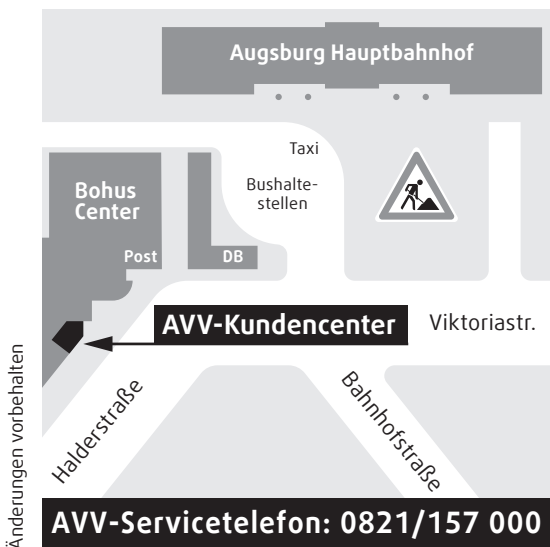 Augsburg Hauptbahnhof
Taxi
Bushalte-
stellen
Bohus
Center
Post
DB
AVV-Kundencenter
Viktoriastr.
Halderstraße
Bahnhofstraße
Änderungen vorbehalten
AVV-Servicetelefon: 0821/157 000